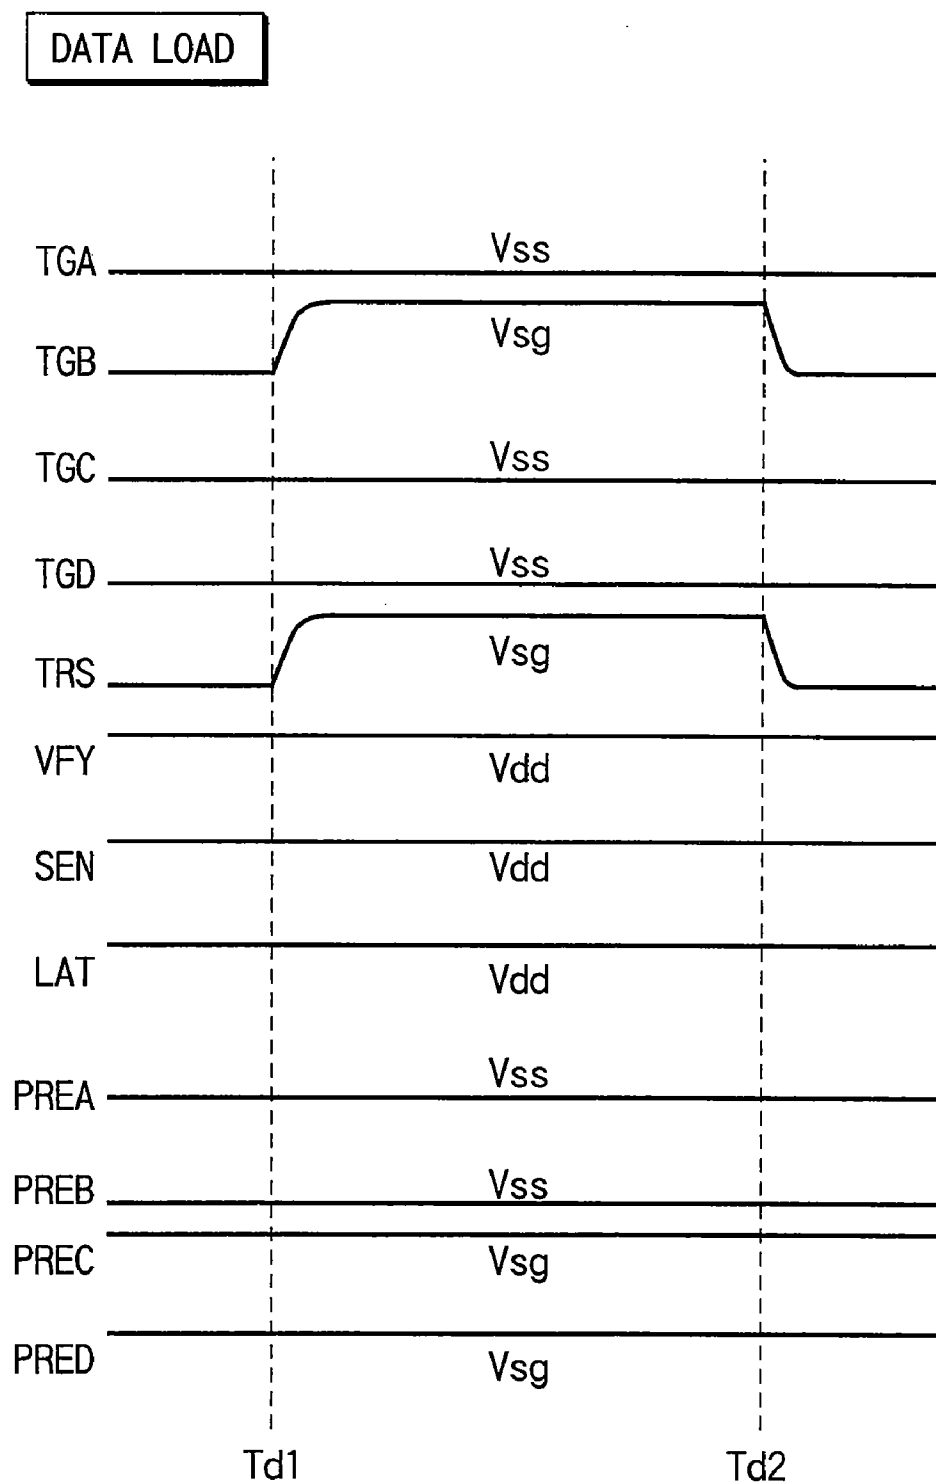 DATA LOAD
TGA Vss
TGB Vsg
TGC Vss
TGD Vss
TRS Vsg
VFY Vdd
SEN Vdd
LAT Vdd
PREA Vss
PREB Vss
PREC Vsg
PRED Vsg
Td1 Td2